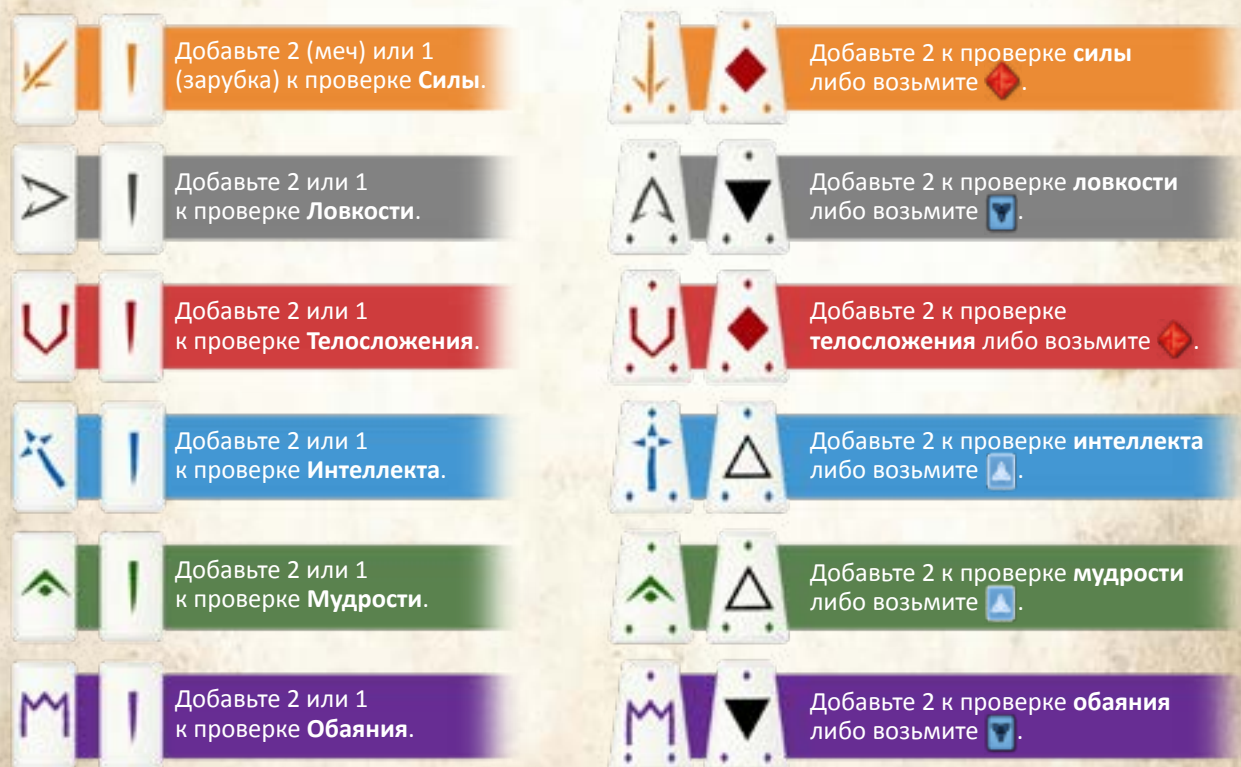 Добавьте 2 (меч) или 1
(зарубка) к проверке Силы.
Добавьте 2 к проверке силы
либо возьмите .
Добавьте 2 или 1
к проверке Ловкости.
Добавьте 2 к проверке ловкости
либо возьмите .
Добавьте 2 или 1
к проверке Телосложения.
Добавьте 2 к проверке
телосложения либо возьмите .
Добавьте 2 или 1
к проверке Интеллекта.
Добавьте 2 к проверке интеллекта
либо возьмите .
Добавьте 2 или 1
к проверке Мудрости.
Добавьте 2 к проверке мудрости
либо возьмите .
Добавьте 2 или 1
к проверке Обаяния.
Добавьте 2 к проверке обаяния
либо возьмите .